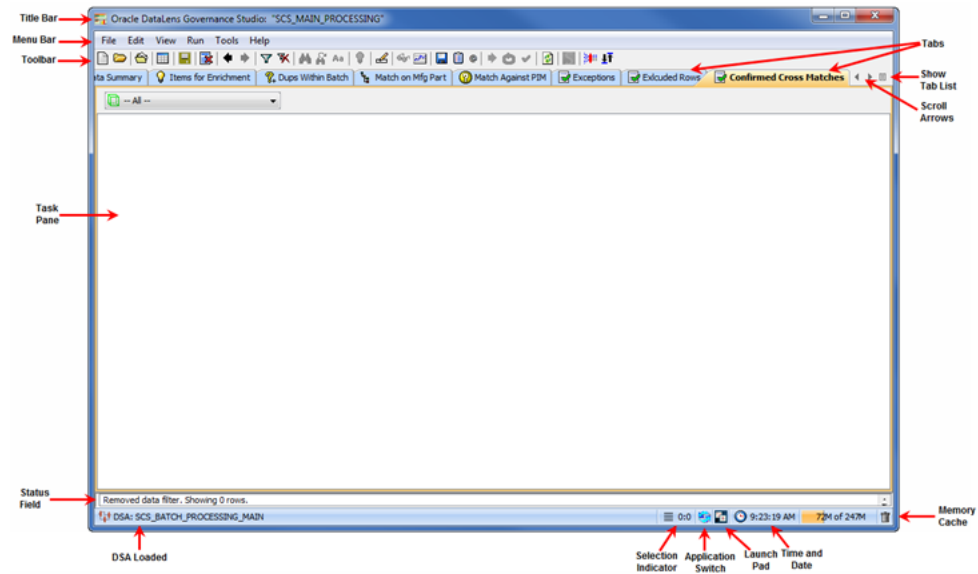 Title Bar
Oracle DataLens Governance Studio: "SCS_MAIN_PROCESSING"
Menu Bar
File Edit View Run Tools Help
Toolbar
Aa
Tabs
ta Summary
Items for Enrichment
Dups Within Batch
Match on Mfg Part
Match Against PIM
Exceptions
Exlcuded Rows
Confirmed Cross Matches
Show
Tab List
Scroll
Arrows
-- All --
Task
Pane
Status
Field
Removed data filter. Showing 0 rows.
DSA: SCS_BATCH_PROCESSING_MAIN
0:0
9:23:19 AM
72M of 247M
Memory
Cache
DSA Loaded
Selection
Indicator
Application
Switch
Launch
Pad
Time and
Date